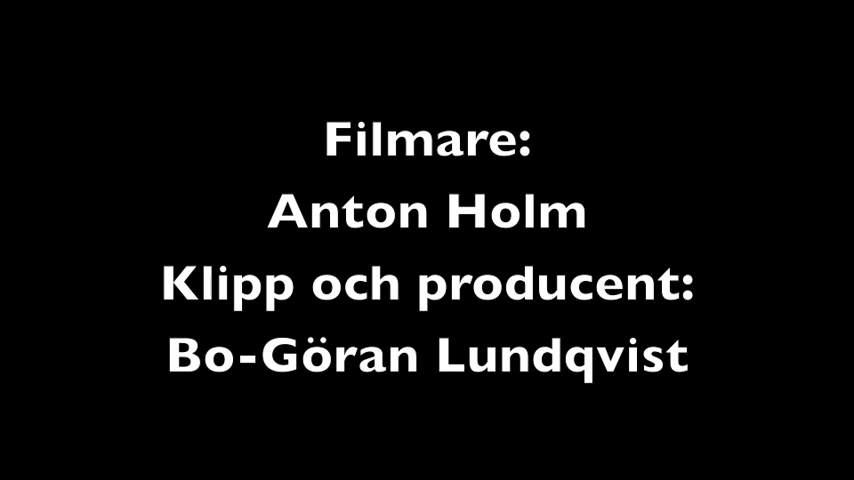 Filmare:
Anton Holm
Klipp och producent:
Bo-Göran Lundqvist